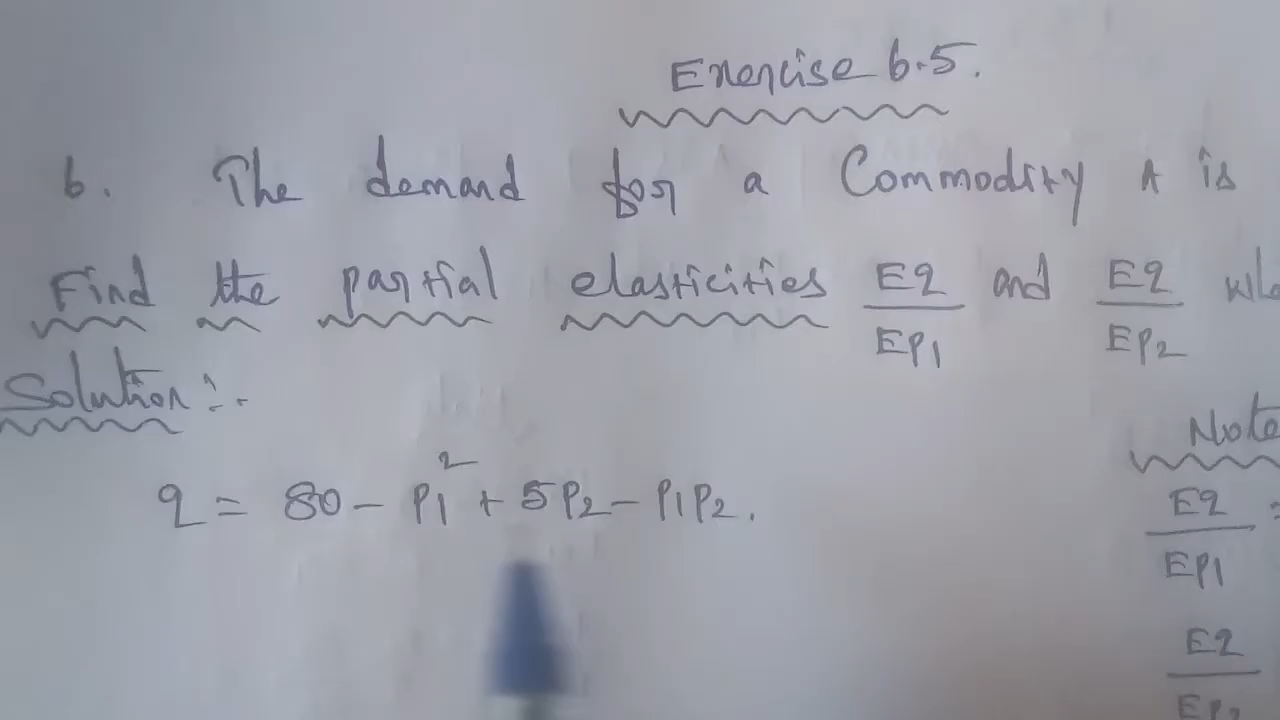 Exercise 6.5.
6. The demand for a Commodity A is
Find the partial elasticities Eq/Ep1 and Eq/Ep2
Solution :-
Note
q = 80 - p1² + 5p2 - p1p2.
Eq/Ep1 =
Eq/Ep2